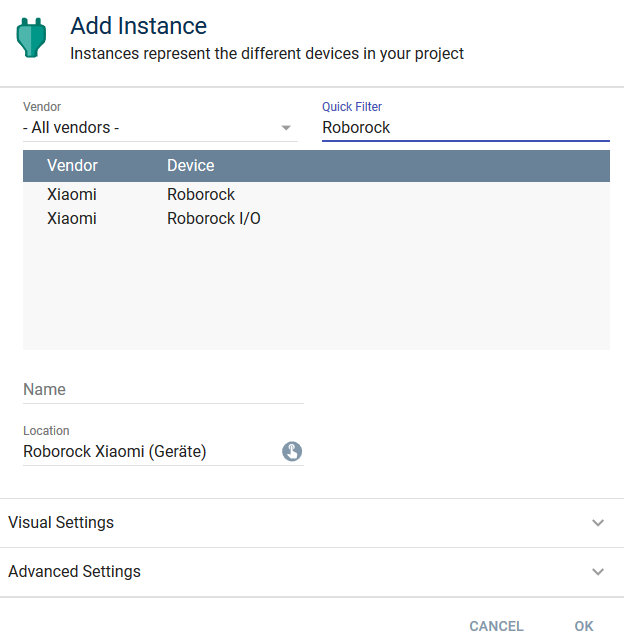 Add Instance
Instances represent the different devices in your project
Vendor
Quick Filter
- All vendors -
Roborock
Vendor Device
Xiaomi Roborock
Xiaomi Roborock I/O
Name
Location
Roborock Xiaomi (Geräte)
Visual Settings
Advanced Settings
CANCEL OK